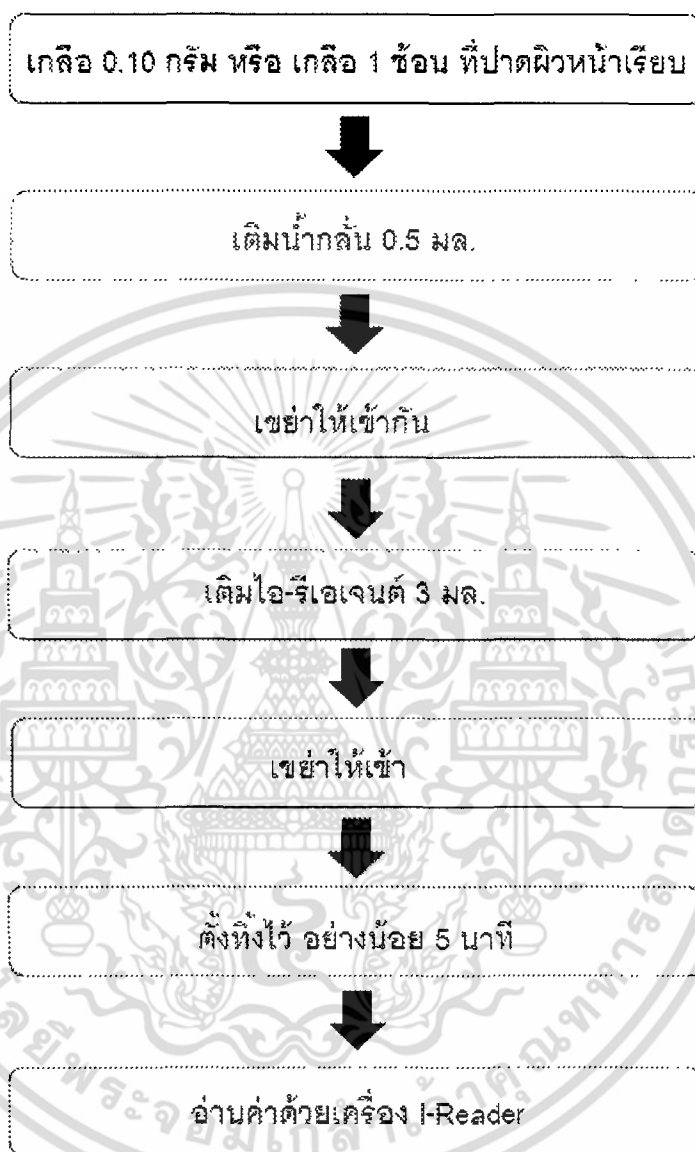 เกลือ 0.10 กรัม หรือ เกลือ 1 ช้อน ที่ปาดผิวหน้าเรียบ
เติมน้ำกลั่น 0.5 มล.
เขย่าให้เข้ากัน
เติมไอ-รีเอเจนต์ 3 มล.
เขย่าให้เข้า
ตั้งทิ้งไว้ อย่างน้อย 5 นาที
อ่านค่าด้วยเครื่อง I-Reader